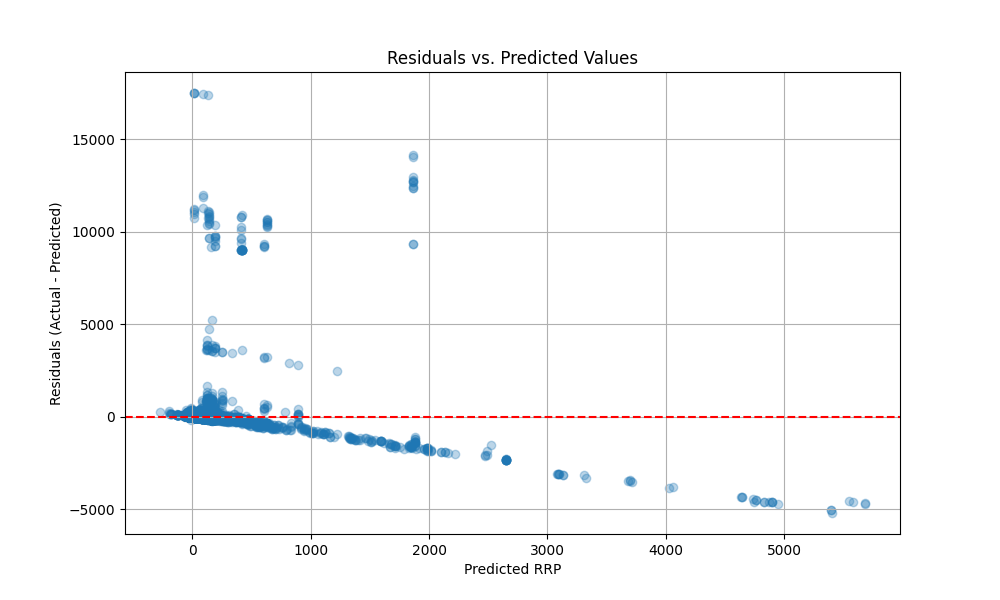 Residuals vs. Predicted Values
Residuals (Actual - Predicted)
15000
10000
5000
0
−5000
0 1000 2000 3000 4000 5000
Predicted RRP